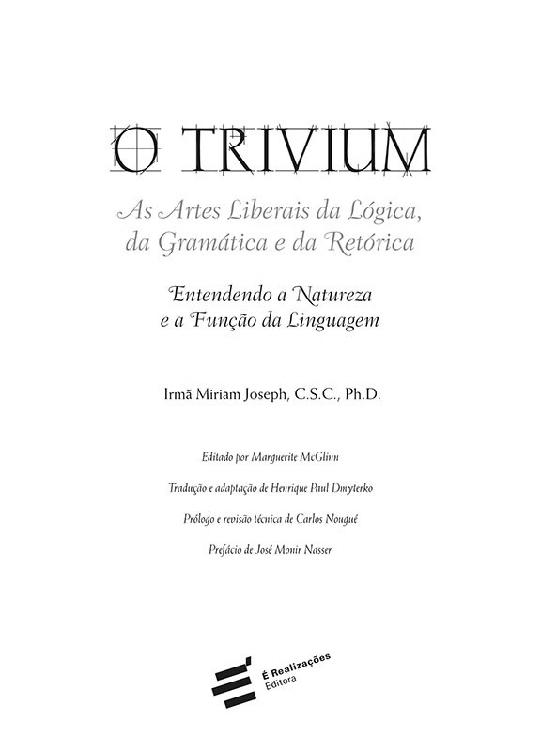 O TRIVIUM
As Artes Liberais da Lógica,
da Gramática e da Retórica
Entendendo a Natureza
e a Função da Linguagem
Irmã Miriam Joseph, C.S.C., Ph.D.
Editado por Marguerite McGlinn
Tradução e adaptação de Henrique Paul Dmyterko
Prólogo e revisão técnica de Carlos Nougué
Prefácio de José Monir Nasser
É Realizações
Editora